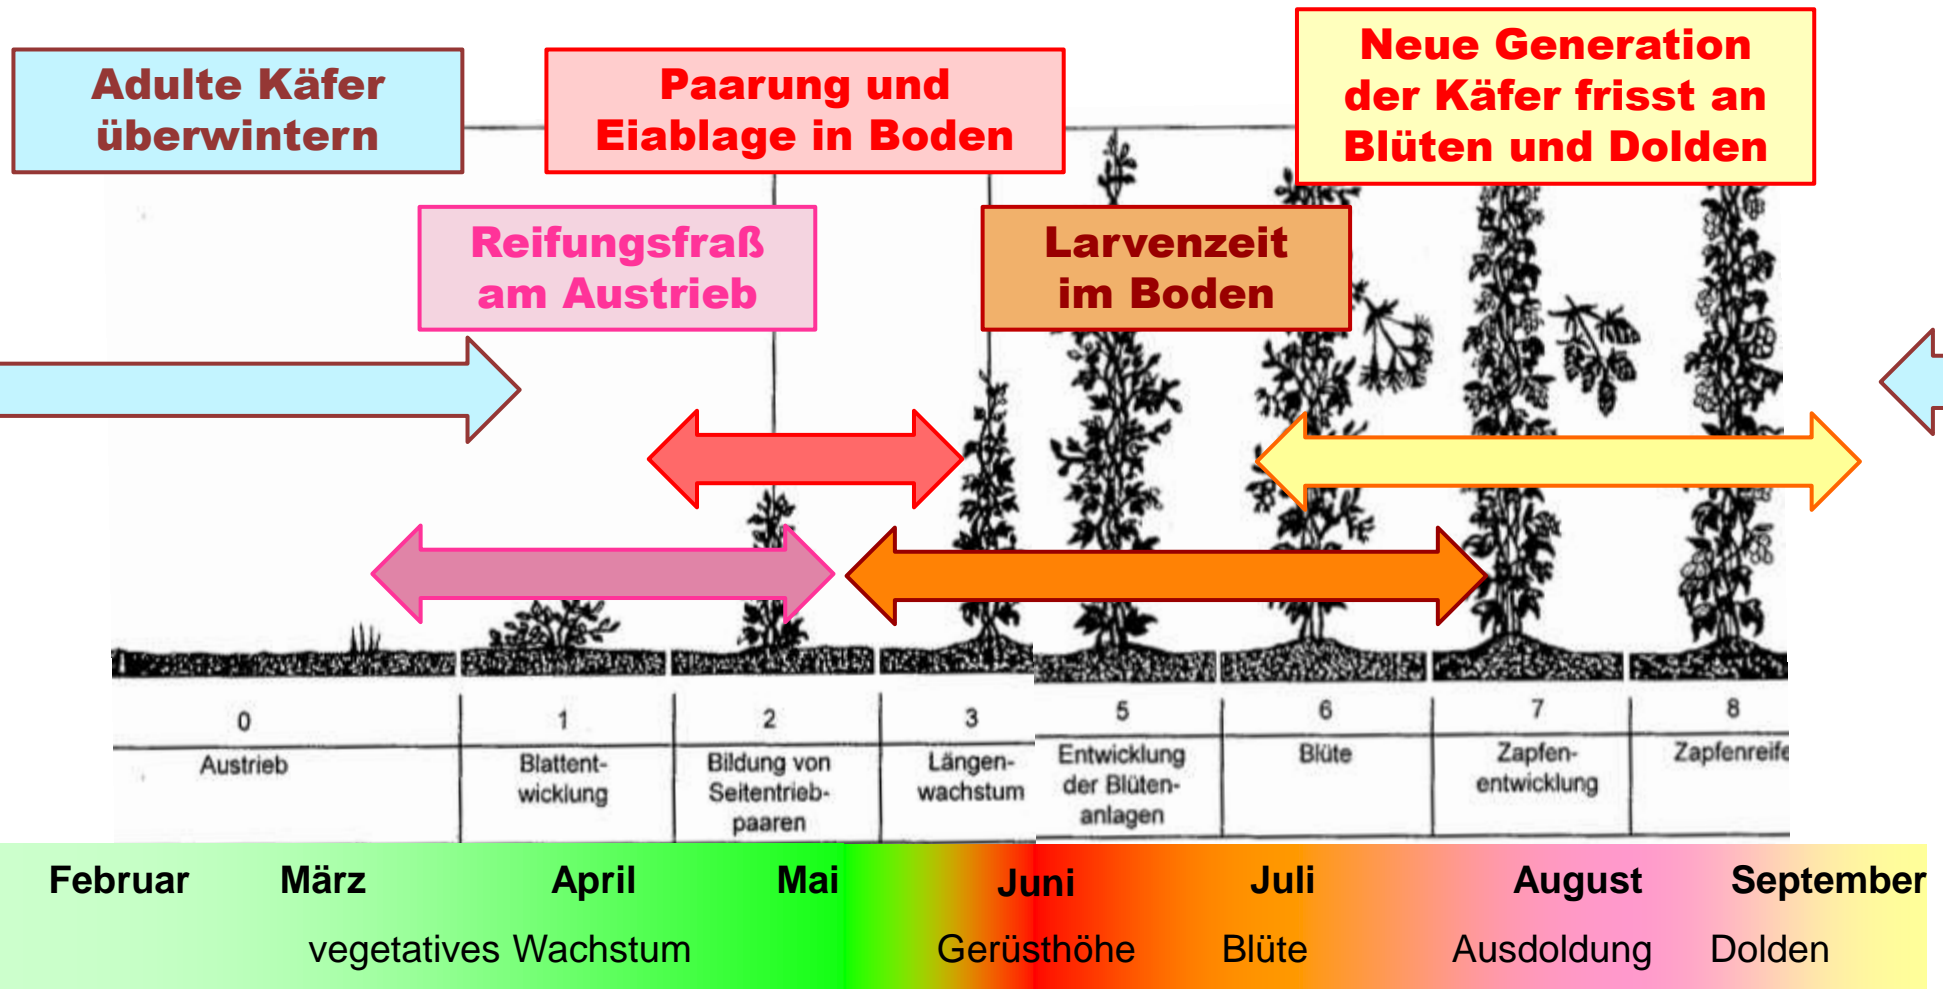 Adulte Käfer
überwintern
Paarung und
Eiablage in Boden
Neue Generation
der Käfer frisst an
Blüten und Dolden
Reifungsfraß
am Austrieb
Larvenzeit
im Boden
0
Austrieb
1
Blattent-
wicklung
2
Bildung von
Seitentrieb-
paaren
3
Längen-
wachstum
5
Entwicklung
der Blüten-
anlagen
6
Blüte
7
Zapfen-
entwicklung
8
Zapfenreife
Februar März April Mai Juni Juli August September
vegetatives Wachstum Gerüsthöhe Blüte Ausdoldung Dolden